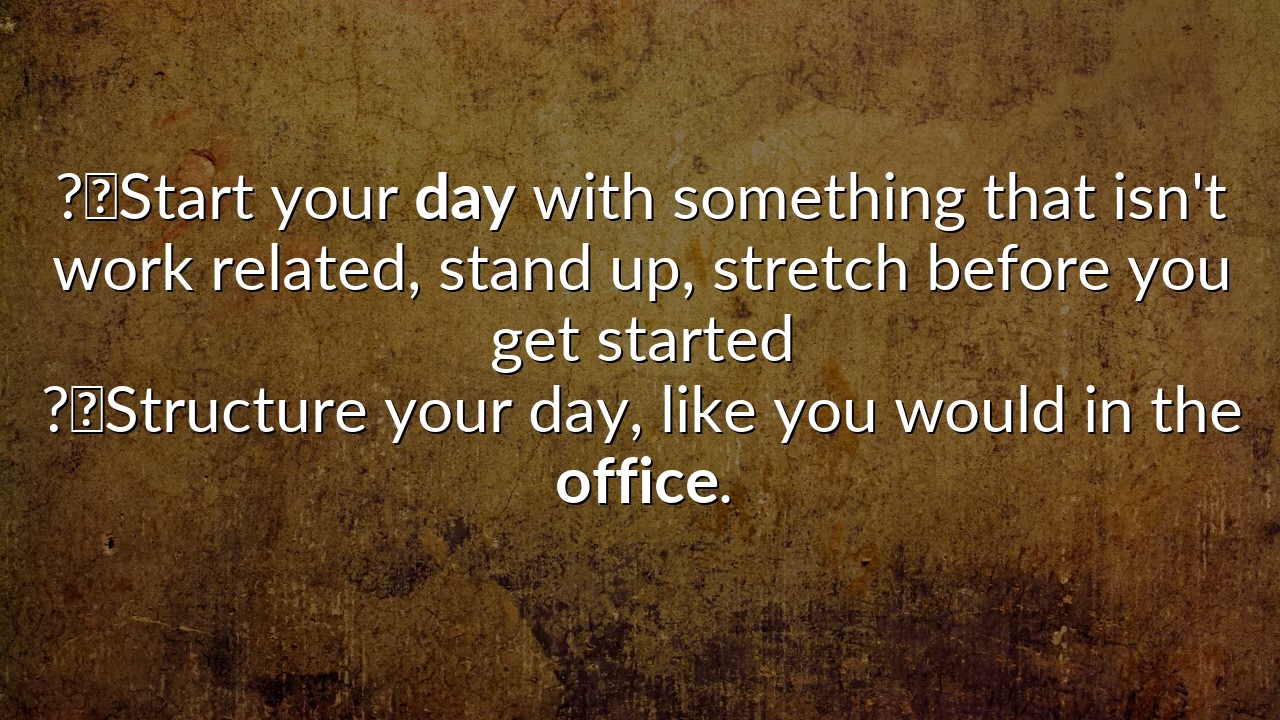 ?⍰Start your day with something that isn't
work related, stand up, stretch before you
get started
?⍰Structure your day, like you would in the
office.